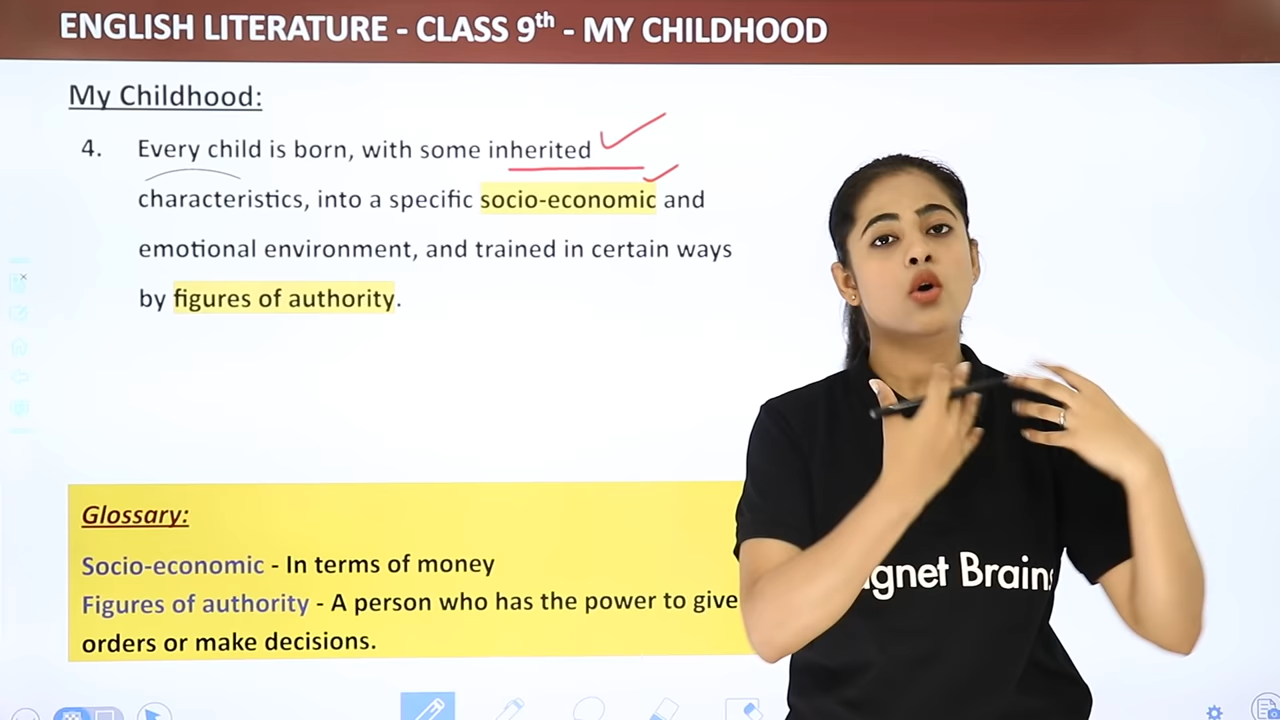 ENGLISH LITERATURE - CLASS 9th - MY CHILDHOOD
My Childhood:
4. Every child is born, with some inherited
characteristics, into a specific socio-economic and
emotional environment, and trained in certain ways
by figures of authority.
Glossary:
Socio-economic - In terms of money
Figures of authority - A person who has the power to give
orders or make decisions.
gnet Brains